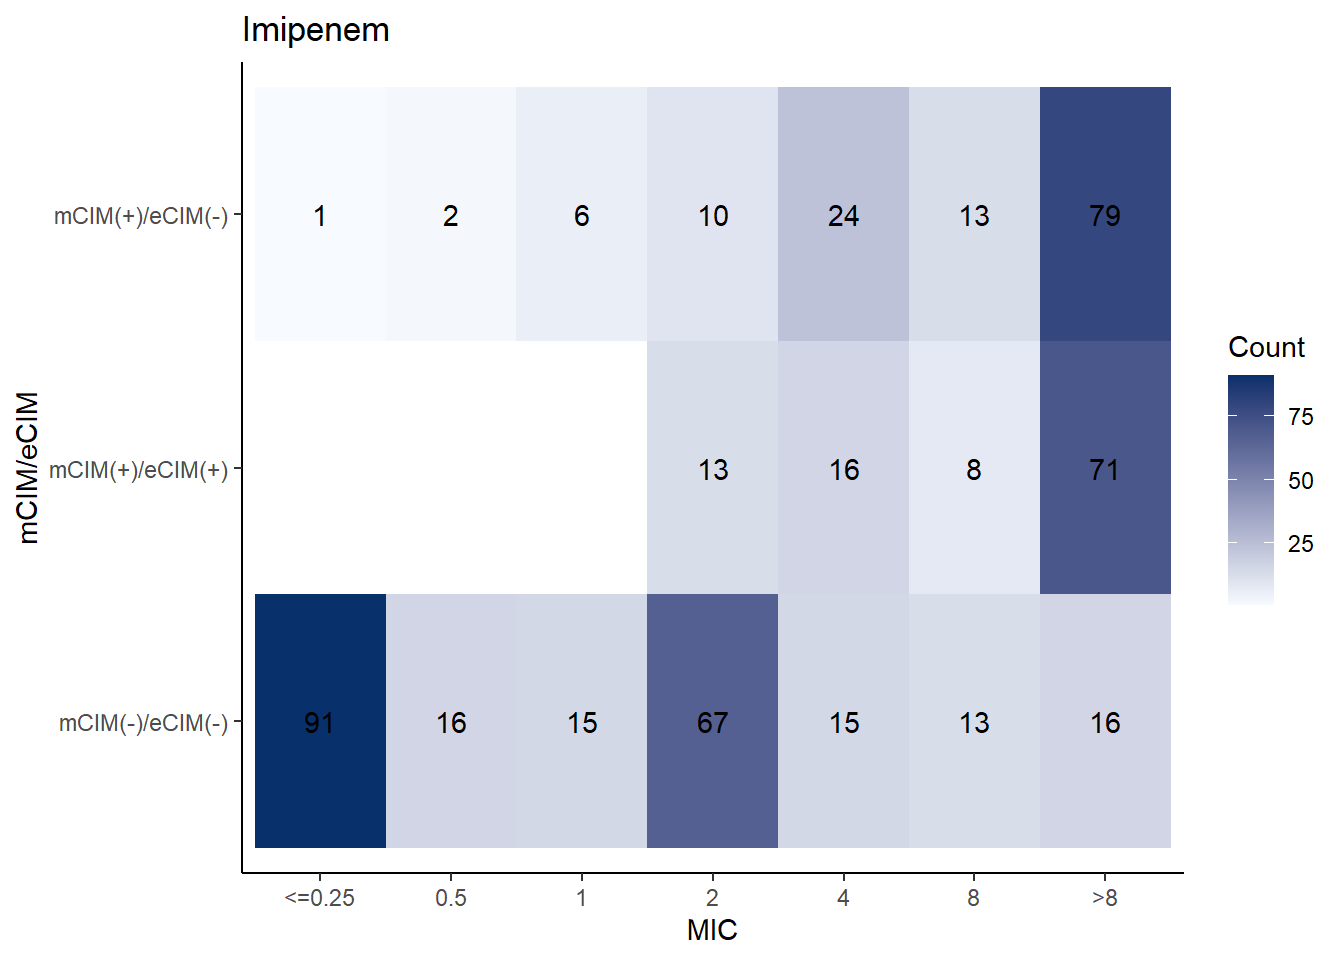 Imipenem
mCIM/eCIM
mCIM(+)/eCIM(-)
1 2 6 10 24 13 79
mCIM(+)/eCIM(+)
13 16 8 71
mCIM(-)/eCIM(-)
91 16 15 67 15 13 16
<=0.25 0.5 1 2 4 8 >8
MIC
Count
75
50
25